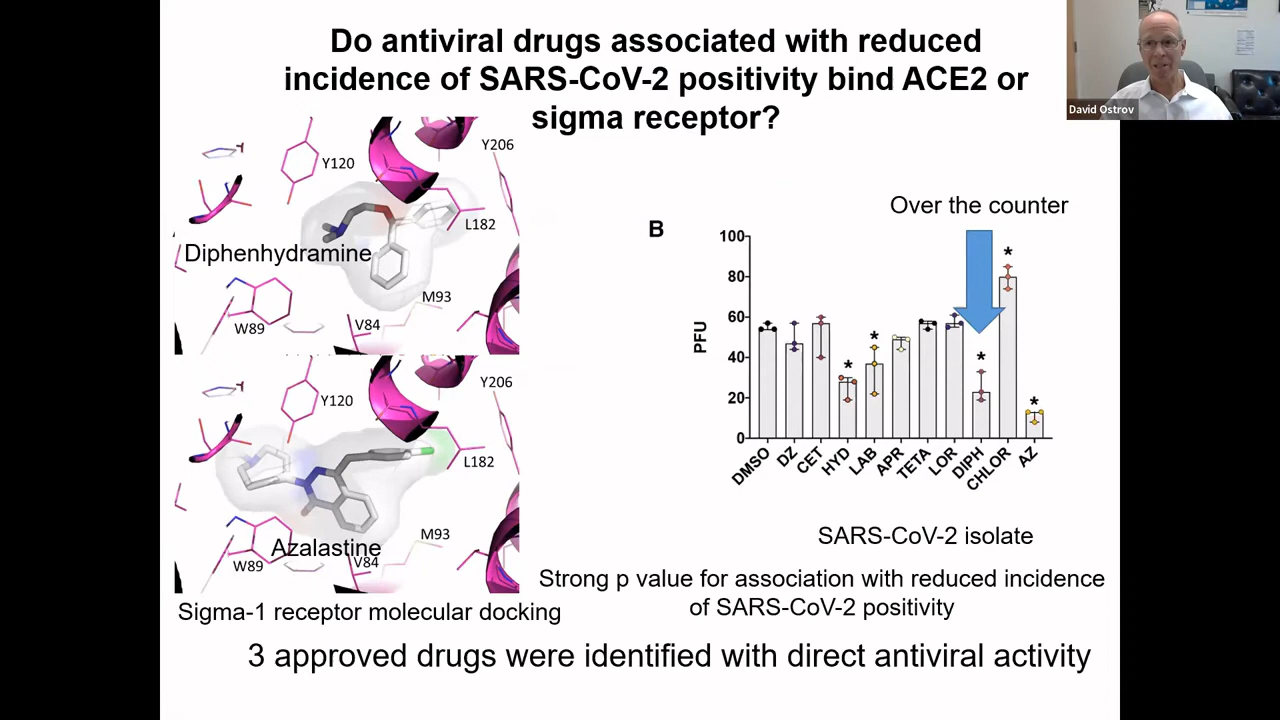 Do antiviral drugs associated with reduced
incidence of SARS-CoV-2 positivity bind ACE2 or
sigma receptor?
David Ostrov
Y120
Y206
L182
Diphenhydramine
M93
W89
V84
Y120
Y206
L182
Azalastine
M93
W89
V84
Sigma-1 receptor molecular docking
Over the counter
B
PFU
100
80
60
40
20
0
*
*
*
*
*
DMSO
DZ
CET
HYD
LAB
APR
TETA
LOR
DIPH
CHLOR
AZ
SARS-CoV-2 isolate
Strong p value for association with reduced incidence
of SARS-CoV-2 positivity
3 approved drugs were identified with direct antiviral activity